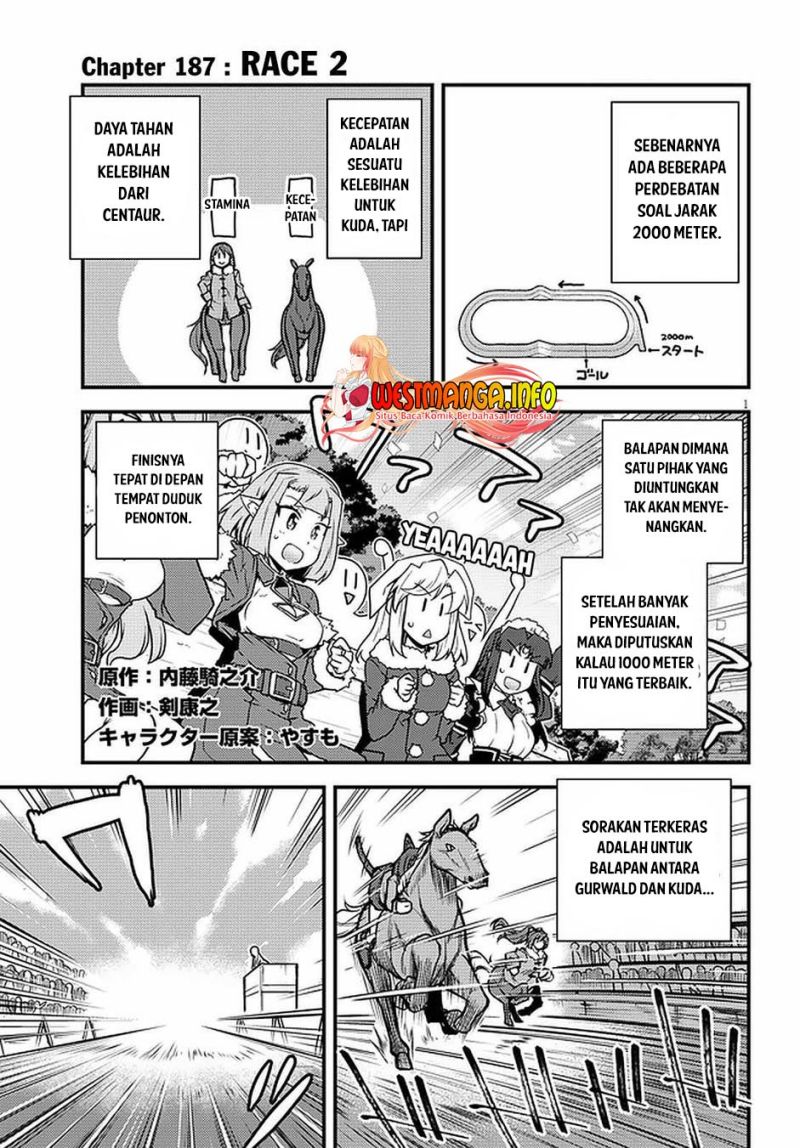 Chapter 187 : RACE 2
SEBENARNYA
ADA BEBERAPA
PERDEBATAN
SOAL JARAK
2000 METER.
2000m
スタート
ゴール
KECEPATAN
ADALAH
SESUATU
KELEBIHAN
UNTUK
KUDA, TAPI
KECE-
PATAN
STAMINA
DAYA TAHAN
ADALAH
KELEBIHAN
DARI
CENTAUR.
WESTMANGA.INFO
Situs Baca Komik Berbahasa Indonesia
1
BALAPAN DIMANA
SATU PIHAK YANG
DIUNTUNGKAN
TAK AKAN MENYE-
NANGKAN.
SETELAH BANYAK
PENYESUAIAN,
MAKA DIPUTUSKAN
KALAU 1000 METER
ITU YANG TERBAIK.
YEAAAAAAH
FINISNYA
TEPAT DI DEPAN
TEMPAT DUDUK
PENONTON.
原作：内藤騎之介
作画：剣康之
キャラクター原案：やすも
SORAKAN TERKERAS
ADALAH UNTUK
BALAPAN ANTARA
GURWALD DAN KUDA...